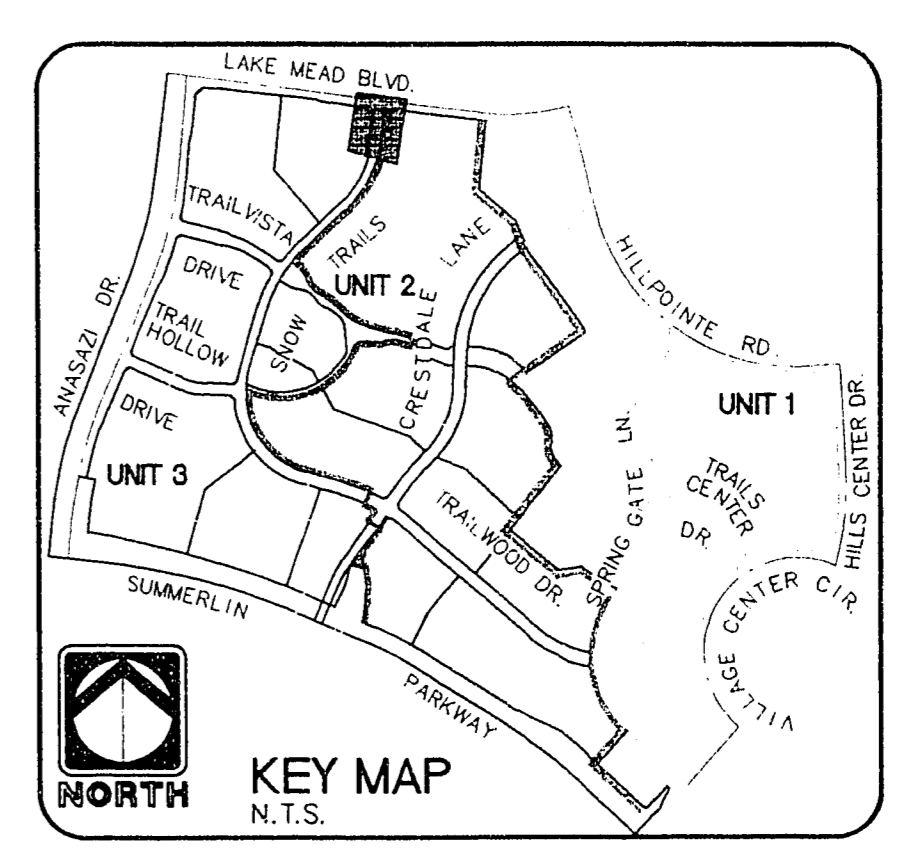 LAKE MEAD BLVD.
TRAIL VISTA
DRIVE
TRAILS
LANE
UNIT 2
HILLPOINTE RD.
ANASAZI DR.
TRAIL
HOLLOW
DRIVE
SNOW
CRESTDALE
UNIT 1
UNIT 3
SPRING GATE LN.
TRAILS
CENTER
DR.
HILLS CENTER DR.
TRAILWOOD DR.
VILLAGE CENTER CIR.
SUMMERLIN
PARKWAY
NORTH
KEY MAP
N.T.S.